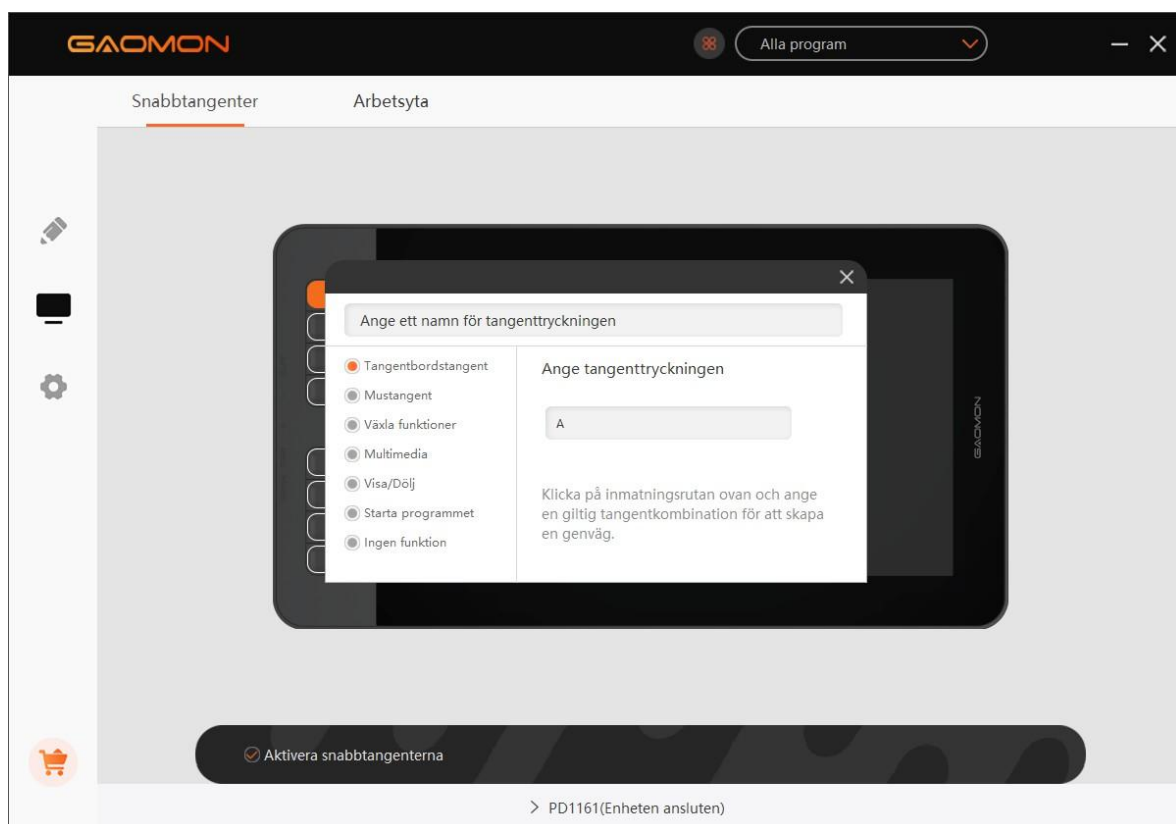 GAOMON
Alla program
Snabbtangenter
Arbetsyta
Ange ett namn för tangenttryckningen
Tangentbordstangent
Mustangent
Växla funktioner
Multimedia
Visa/Dölj
Starta programmet
Ingen funktion
Ange tangenttryckningen
A
Klicka på inmatningsrutan ovan och ange
en giltig tangentkombination för att skapa
en genväg.
GAOMON
Aktivera snabbtangenterna
PD1161(Enheten ansluten)